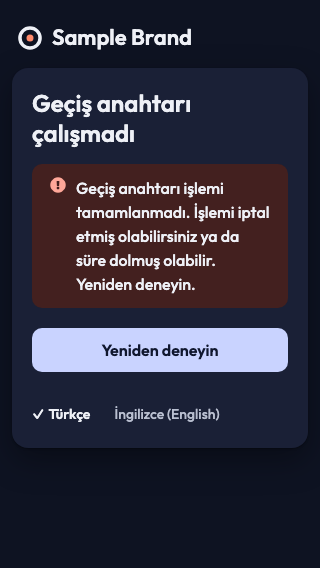 Sample Brand
Geçiş anahtarı
çalışmadı
Geçiş anahtarı işlemi
tamamlanmadı. İşlemi iptal
etmiş olabilirsiniz ya da
süre dolmuş olabilir.
Yeniden deneyin.
Yeniden deneyin
Türkçe
İngilizce (English)